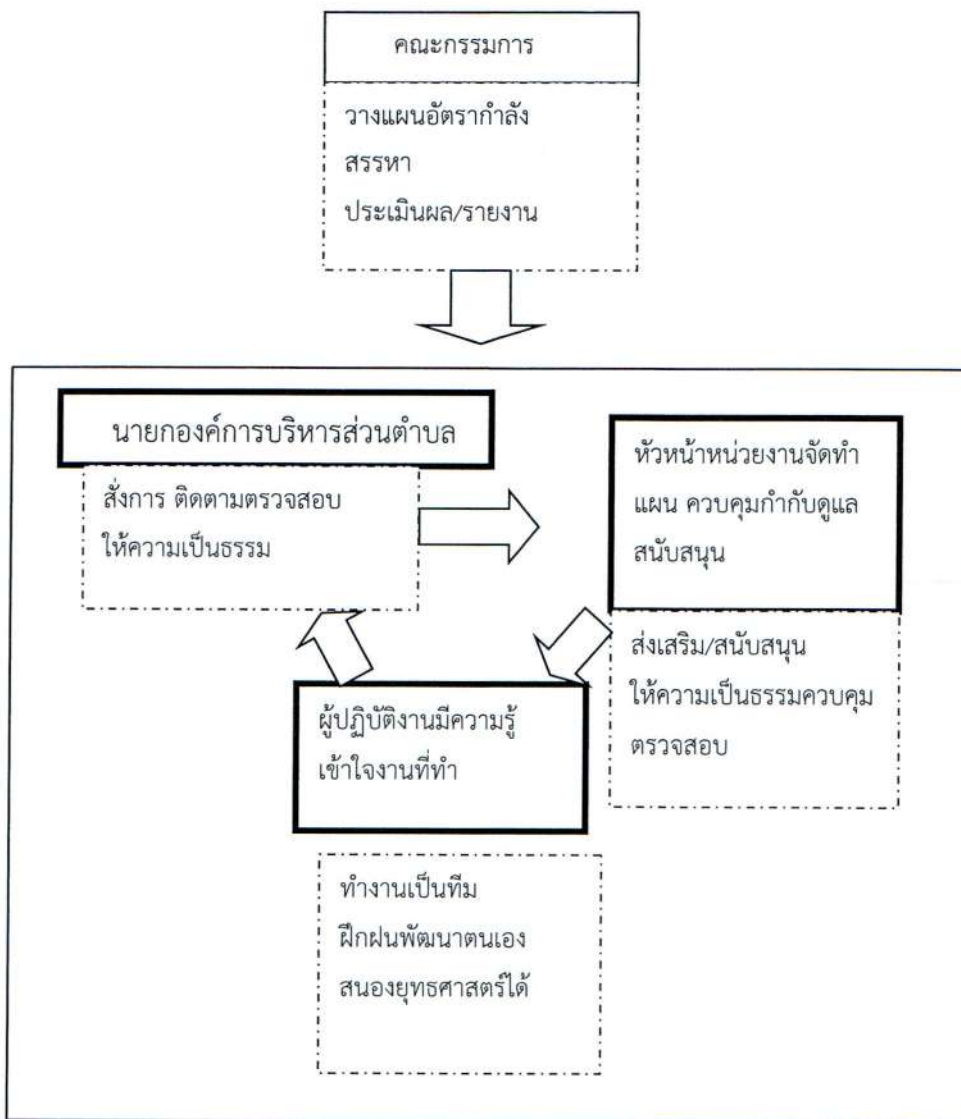 คณะกรรมการ
วางแผนอัตรากำลัง
สรรหา
ประเมินผล/รายงาน
นายกองค์การบริหารส่วนตำบล
สั่งการ ติดตามตรวจสอบ
ให้ความเป็นธรรม
หัวหน้าหน่วยงานจัดทำ
แผน ควบคุมกำกับดูแล
สนับสนุน
ส่งเสริม/สนับสนุน
ให้ความเป็นธรรมควบคุม
ตรวจสอบ
ผู้ปฏิบัติงานมีความรู้
เข้าใจงานที่ทำ
ทำงานเป็นทีม
ฝึกฝนพัฒนาตนเอง
สนองยุทธศาสตร์ได้